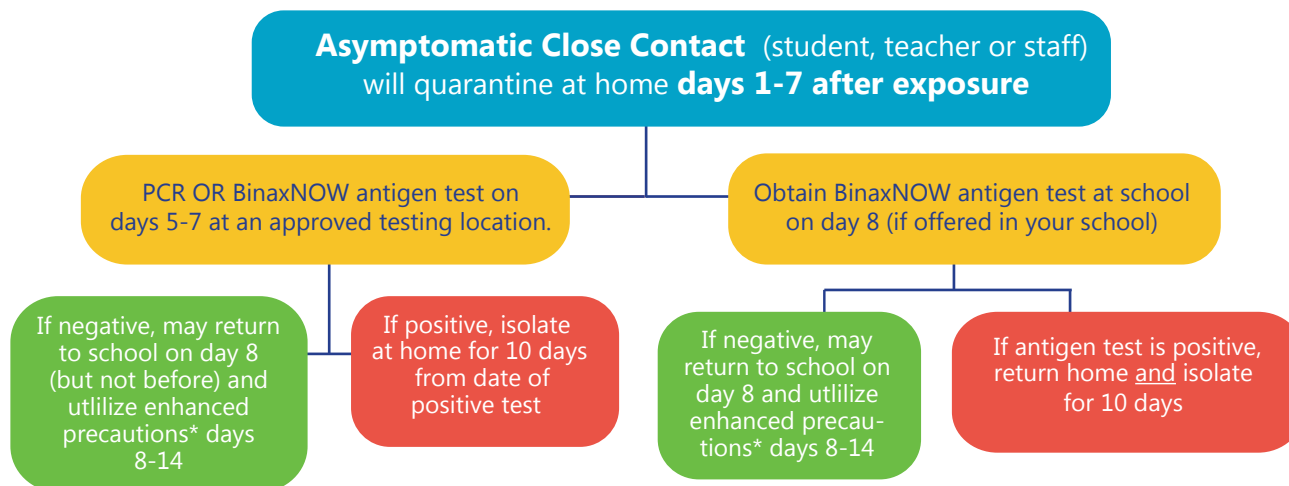 Asymptomatic Close Contact (student, teacher or staff)
will quarantine at home days 1-7 after exposure
PCR OR BinaxNOW antigen test on
days 5-7 at an approved testing location.
Obtain BinaxNOW antigen test at school
on day 8 (if offered in your school)
If negative, may return
to school on day 8
(but not before) and
utlilize enhanced
precautions* days
8-14
If positive, isolate
at home for 10 days
from date of
positive test
If negative, may
return to school on
day 8 and utlilize
enhanced precau-
tions* days 8-14
If antigen test is positive,
return home and isolate
for 10 days